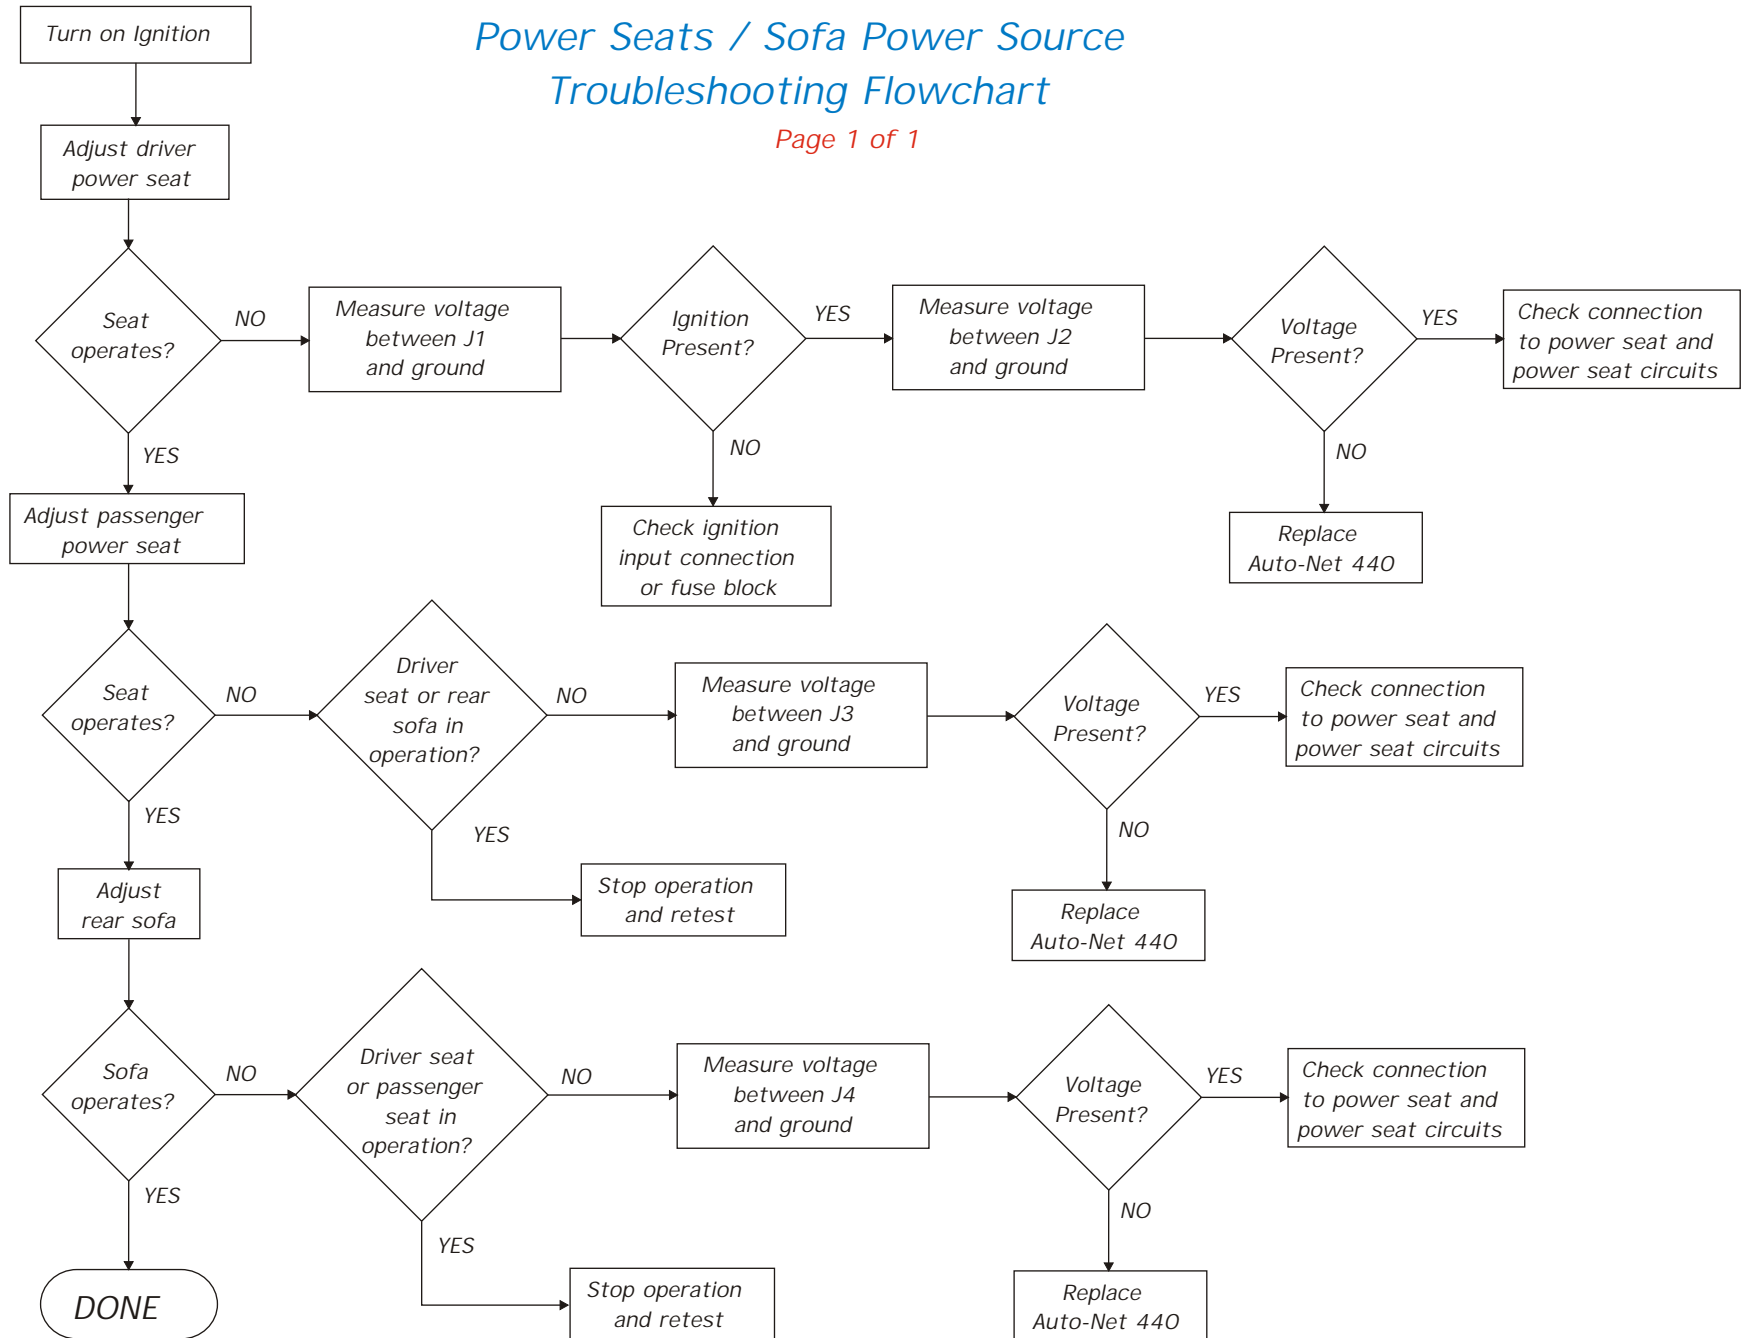 Turn on Ignition
Power Seats / Sofa Power Source
Troubleshooting Flowchart
Page 1 of 1
Adjust driver
power seat
Seat
operates?
NO
Measure voltage
between J1
and ground
Ignition
Present?
YES
Measure voltage
between J2
and ground
Voltage
Present?
YES
Check connection
to power seat and
power seat circuits
YES
NO
Check ignition
input connection
or fuse block
NO
Replace
Auto-Net 440
Adjust passenger
power seat
Seat
operates?
NO
Driver
seat or rear
sofa in
operation?
NO
Measure voltage
between J3
and ground
Voltage
Present?
YES
Check connection
to power seat and
power seat circuits
YES
YES
Stop operation
and retest
NO
Replace
Auto-Net 440
Adjust
rear sofa
Sofa
operates?
NO
Driver seat
or passenger
seat in
operation?
NO
Measure voltage
between J4
and ground
Voltage
Present?
YES
Check connection
to power seat and
power seat circuits
YES
YES
Stop operation
and retest
NO
Replace
Auto-Net 440
DONE